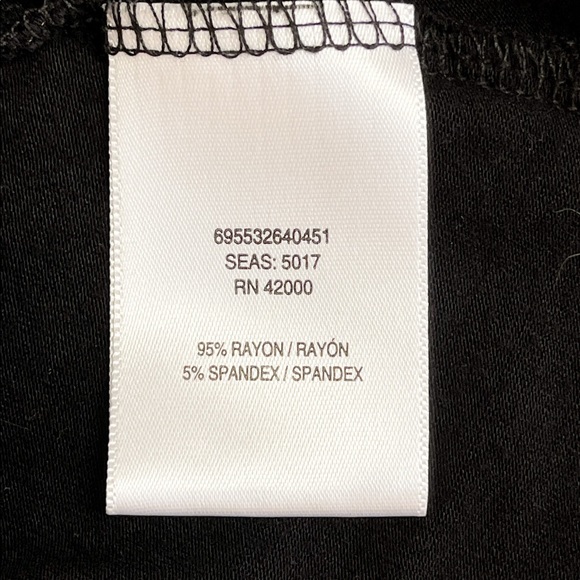 695532640451
SEAS: 5017
RN 42000
95% RAYON / RAYÓN
5% SPANDEX / SPANDEX